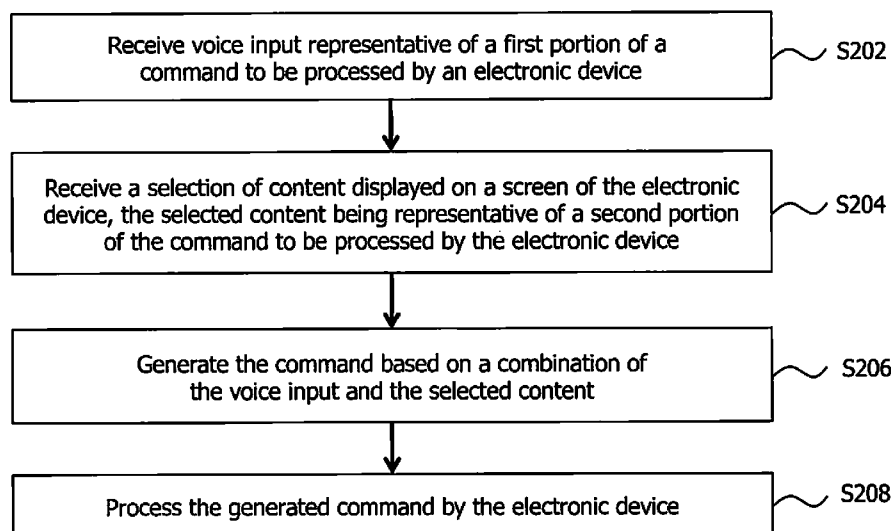 Receive voice input representative of a first portion of a
command to be processed by an electronic device
S202
Receive a selection of content displayed on a screen of the electronic
device, the selected content being representative of a second portion
of the command to be processed by the electronic device
S204
Generate the command based on a combination of
the voice input and the selected content
S206
Process the generated command by the electronic device
S208